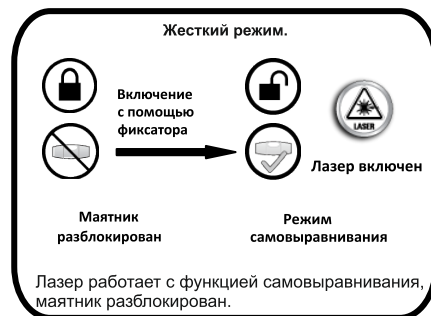 Жесткий режим.
Включение
с помощью
фиксатора
LASER
Лазер включен
Маятник
разблокирован
Режим
самовыравнивания
Лазер работает с функцией самовыравнивания,
маятник разблокирован.